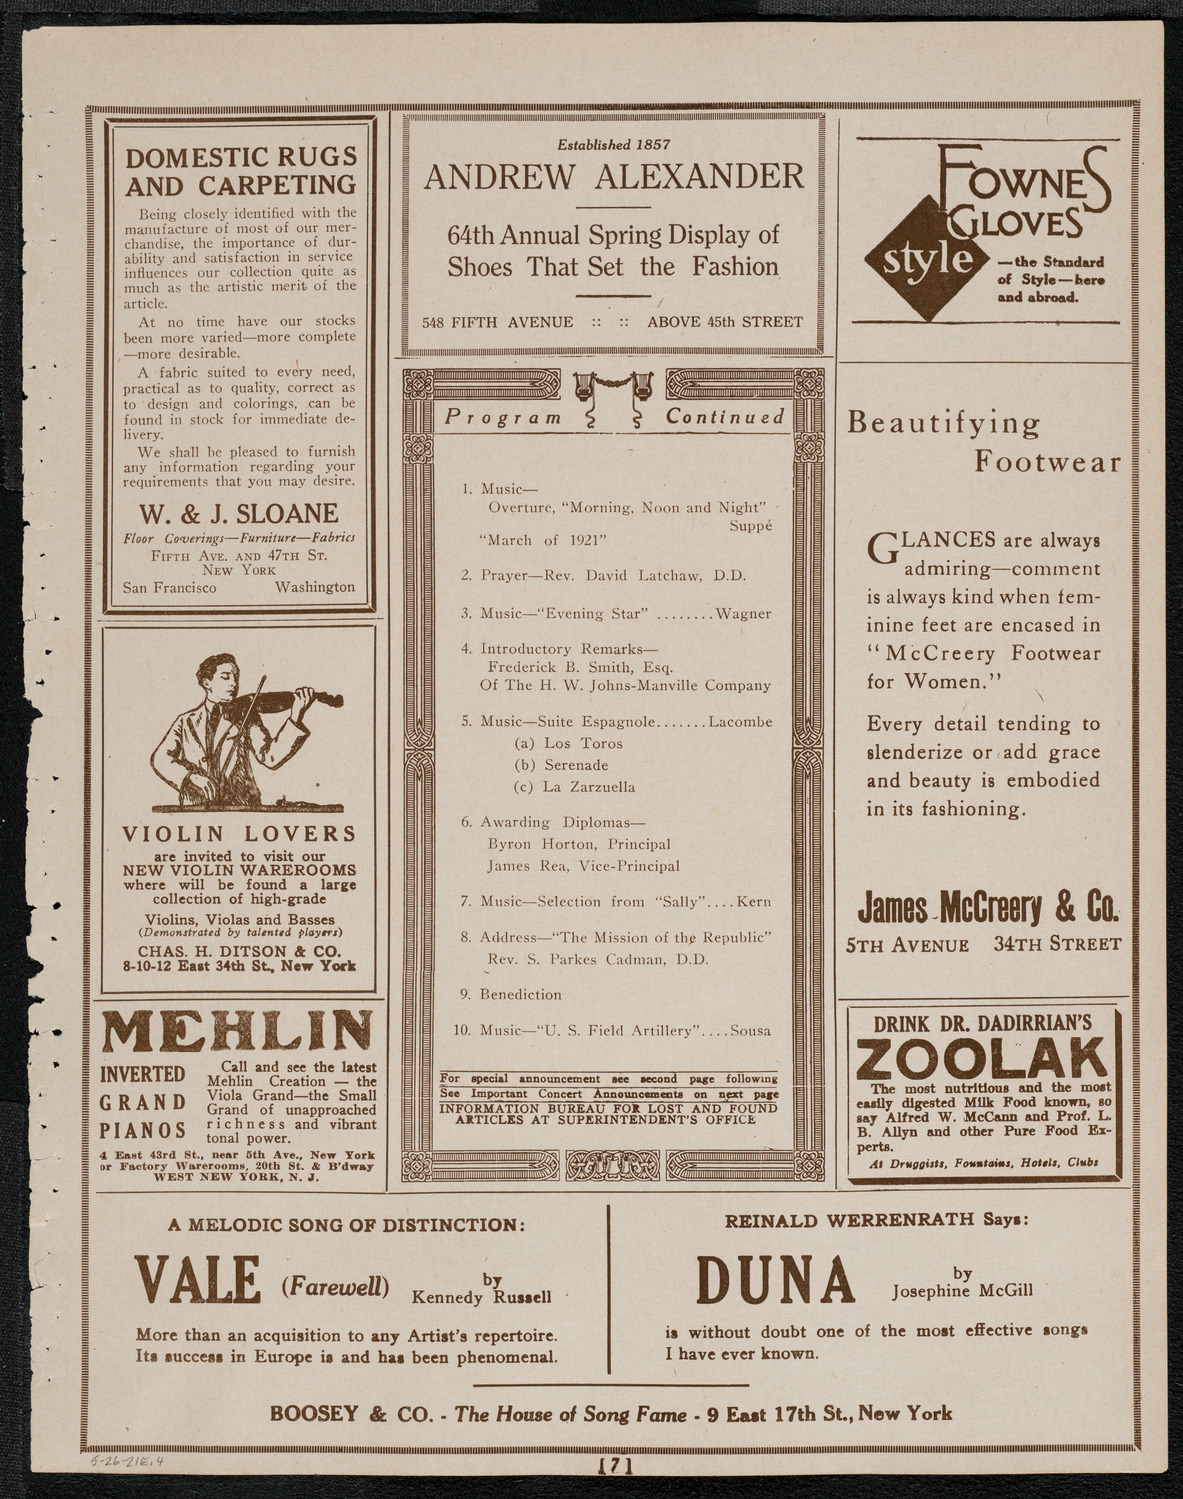 DOMESTIC RUGS
AND CARPETING
Being closely identified with the
manufacture of most of our mer-
chandise, the importance of dur-
ability and satisfaction in service
influences our collection quite as
much as the artistic merit of the
article.
At no time have our stocks
been more varied—more complete
—more desirable.
A fabric suited to every need,
practical as to quality, correct as
to design and colorings, can be
found in stock for immediate de-
livery.
We shall be pleased to furnish
any information regarding your
requirements that you may desire.
W. & J. SLOANE
Floor Coverings—Furniture—Fabrics
FIFTH AVE. AND 47TH ST.
NEW YORK
San Francisco Washington
VIOLIN LOVERS
are invited to visit our
NEW VIOLIN WAREROOMS
where will be found a large
collection of high-grade
Violins, Violas and Basses
(Demonstrated by talented players)
CHAS. H. DITSON & CO.
8-10-12 East 34th St., New York
MEHLIN
INVERTED
GRAND
PIANOS
Call and see the latest
Mehlin Creation — the
Viola Grand—the Small
Grand of unapproached
richness and vibrant
tonal power.
4 East 43rd St., near 5th Ave., New York
or Factory Warerooms, 20th St. & B'dway
WEST NEW YORK, N. J.
Established 1857
ANDREW ALEXANDER
64th Annual Spring Display of
Shoes That Set the Fashion
548 FIFTH AVENUE :: :: ABOVE 45th STREET
Program Continued
1. Music—
Overture, "Morning, Noon and Night"
Suppé
"March of 1921"
2. Prayer—Rev. David Latchaw, D.D.
3. Music—"Evening Star" ........Wagner
4. Introductory Remarks—
Frederick B. Smith, Esq.
Of The H. W. Johns-Manville Company
5. Music—Suite Espagnole.......Lacombe
(a) Los Toros
(b) Serenade
(c) La Zarzuella
6. Awarding Diplomas—
Byron Horton, Principal
James Rea, Vice-Principal
7. Music—Selection from "Sally"....Kern
8. Address—"The Mission of the Republic"
Rev. S. Parkes Cadman, D.D.
9. Benediction
10. Music—"U. S. Field Artillery"....Sousa
For special announcement see second page following
See Important Concert Announcements on next page
INFORMATION BUREAU FOR LOST AND FOUND
ARTICLES AT SUPERINTENDENT'S OFFICE
FOWNES
GLOVES
style
—the Standard
of Style—here
and abroad.
Beautifying
Footwear
GLANCES are always
admiring—comment
is always kind when fem-
inine feet are encased in
"McCreery Footwear
for Women."
Every detail tending to
slenderize or add grace
and beauty is embodied
in its fashioning.
James McCreery & Co.
5TH AVENUE 34TH STREET
DRINK DR. DADIRRIAN'S
ZOOLAK
The most nutritious and the most
easily digested Milk Food known, so
say Alfred W. McCann and Prof. L.
B. Allyn and other Pure Food Ex-
perts.
At Druggists, Fountains, Hotels, Clubs
A MELODIC SONG OF DISTINCTION:
VALE (Farewell) by
Kennedy Russell
More than an acquisition to any Artist's repertoire.
Its success in Europe is and has been phenomenal.
REINALD WERRENRATH Says:
DUNA by
Josephine McGill
is without doubt one of the most effective songs
I have ever known.
BOOSEY & CO. - The House of Song Fame - 9 East 17th St., New York
5-26-21E, 4
[7]